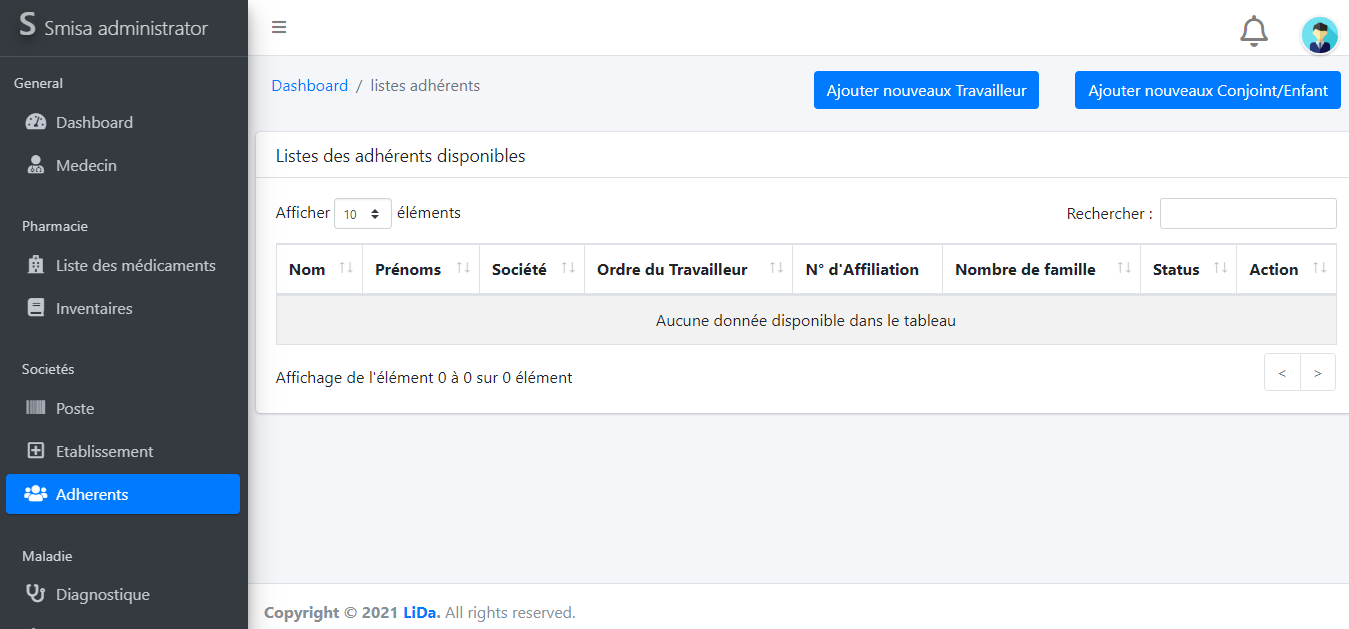 S Smisa administrator
General
Dashboard
Medecin
Pharmacie
Liste des médicaments
Inventaires
Societés
Poste
Etablissement
Adherents
Maladie
Diagnostique
Dashboard / listes adhérents
Ajouter nouveaux Travailleur
Ajouter nouveaux Conjoint/Enfant
Listes des adhérents disponibles
Afficher 10 éléments
Rechercher :
Nom Prénoms Société Ordre du Travailleur N° d'Affiliation Nombre de famille Status Action
Aucune donnée disponible dans le tableau
Affichage de l'élément 0 à 0 sur 0 élément
< >
Copyright © 2021 LiDa. All rights reserved.